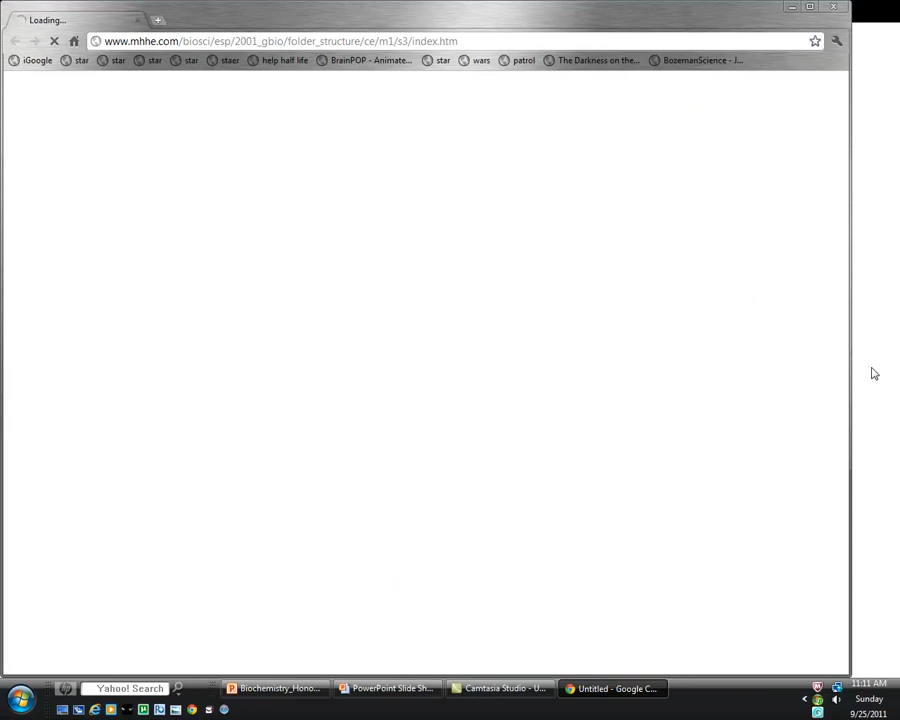 Loading...
www.mhhe.com/biosci/esp/2001_gbio/folder_structure/ce/m1/s3/index.htm
iGoogle star star star star staer help half life BrainPOP - Animate... star wars patrol The Darkness on the... BozemanScience - J...
Yahoo! Search Biochemistry_Hono... PowerPoint Slide Sh... Camtasia Studio - U... Untitled - Google C... 11:11 AM
Sunday
9/25/2011